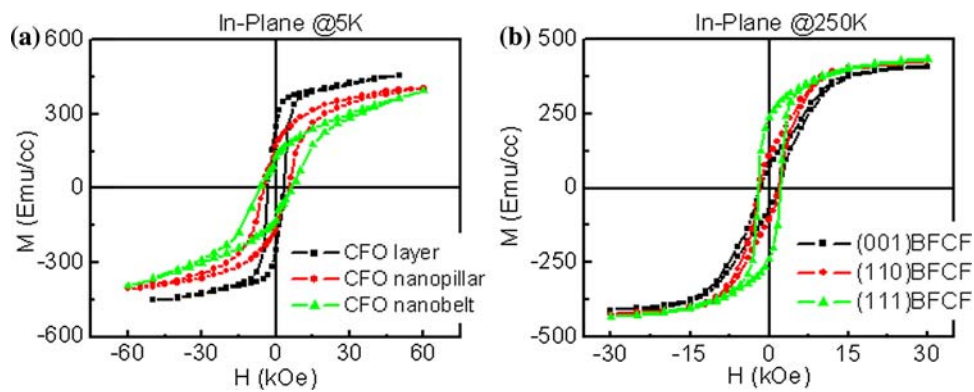 (a)
In-Plane @5K
M (Emu/cc)
600
300
0
-300
-600
-60
-30
0
30
60
H (kOe)
CFO layer
CFO nanopillar
CFO nanobelt
(b)
In-Plane @250K
M (Emu/cc)
500
250
0
-250
-500
-30
-15
0
15
30
H (kOe)
(001)BFCF
(110)BFCF
(111)BFCF